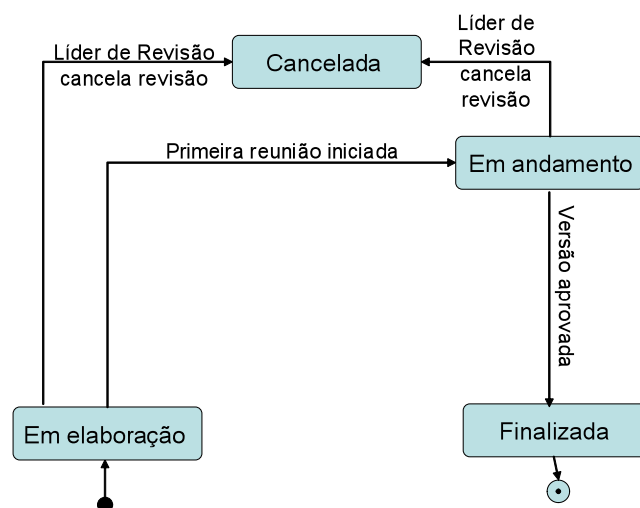 Líder de Revisão
cancela revisão
Cancelada
Líder de
Revisão
cancela
revisão
Primeira reunião iniciada
Em andamento
Versão aprovada
Em elaboração
Finalizada